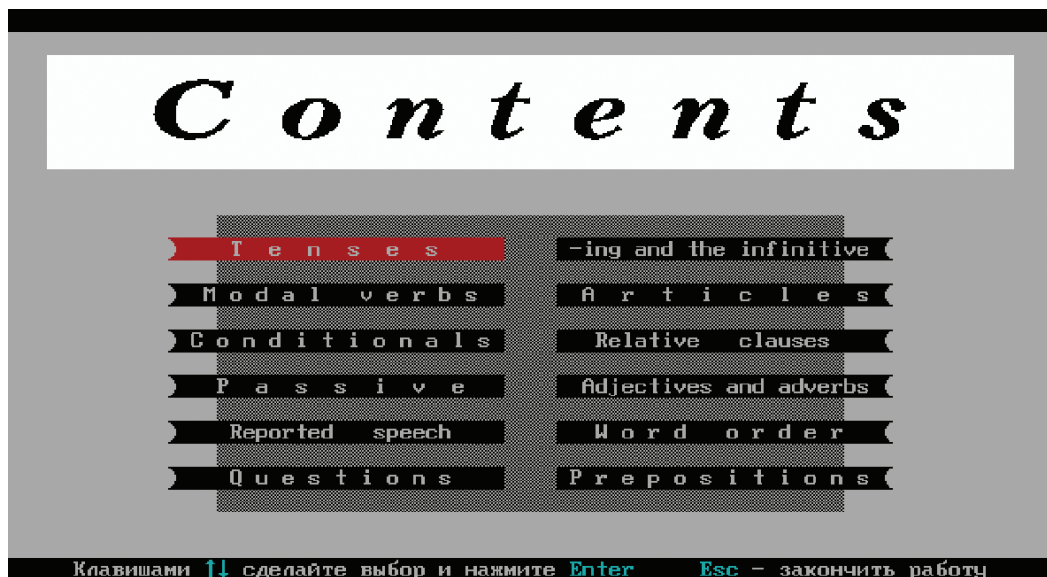 Contents
Tenses
Modal verbs
Conditionals
Passive
Reported speech
Questions
-ing and the infinitive
Articles
Relative clauses
Adjectives and adverbs
Word order
Prepositions
Клавишами ↑↓ сделайте выбор и нажмите Enter Esc - закончить работу